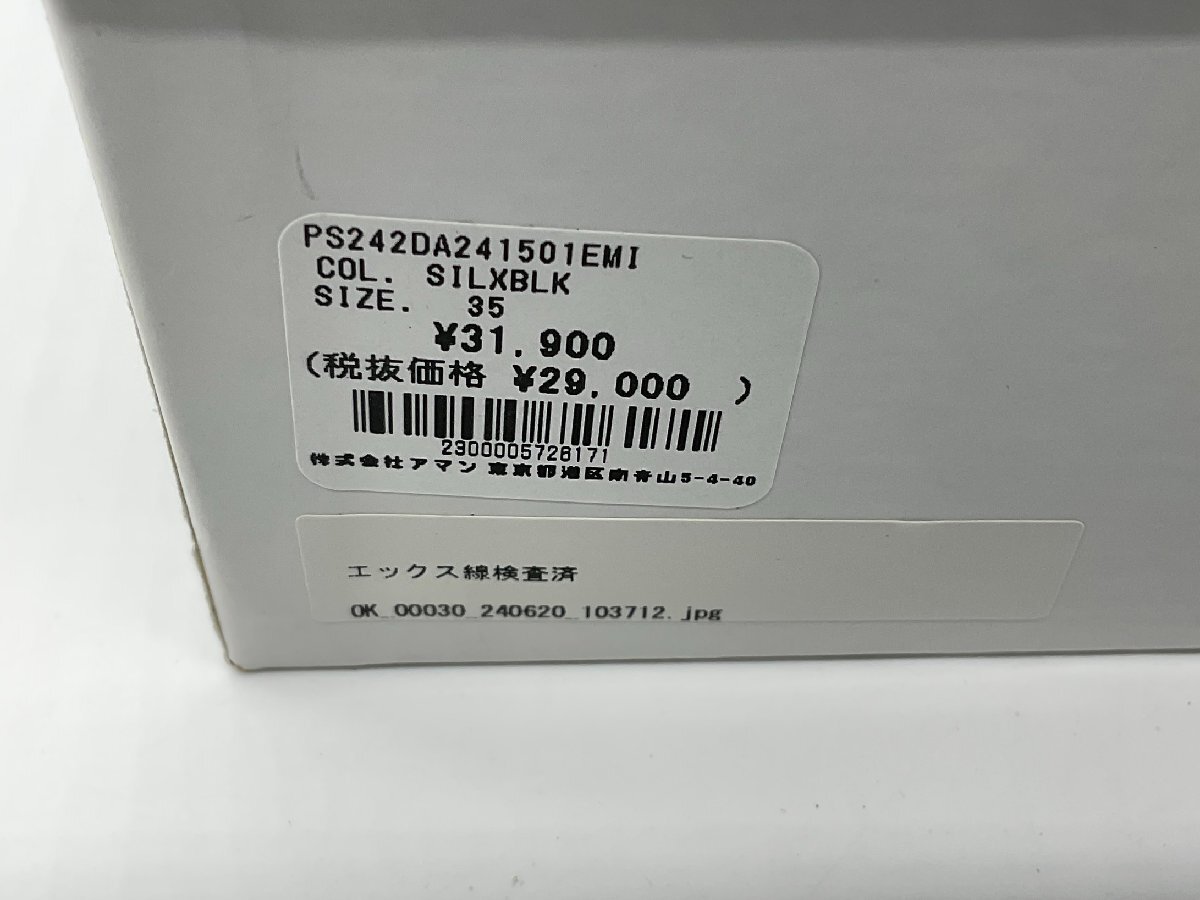 PS242DA241501EMI
COL. SILXBLK
SIZE. 35
¥31,900
(税抜価格 ¥29,000 )
2300005726171
株式会社アマン 東京都港区南青山5-4-40
エックス線検査済
OK_00030_240620_103712.jpg